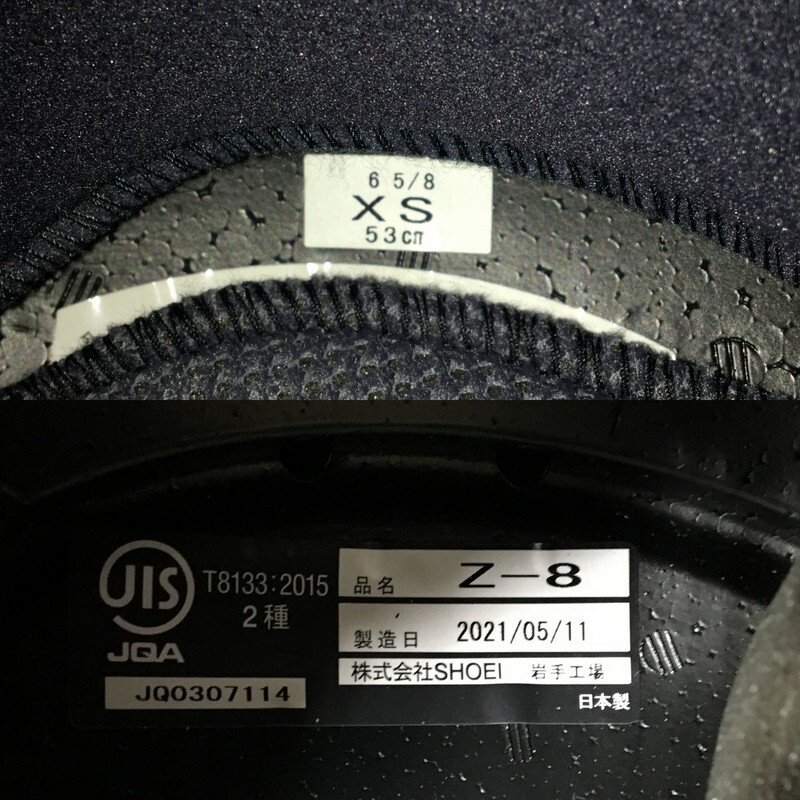 6 5/8
XS
53cm
JIS
T8133:2015
2種
JQA
JQ0307114
品名 Z-8
製造日 2021/05/11
株式会社SHOEI 岩手工場
日本製